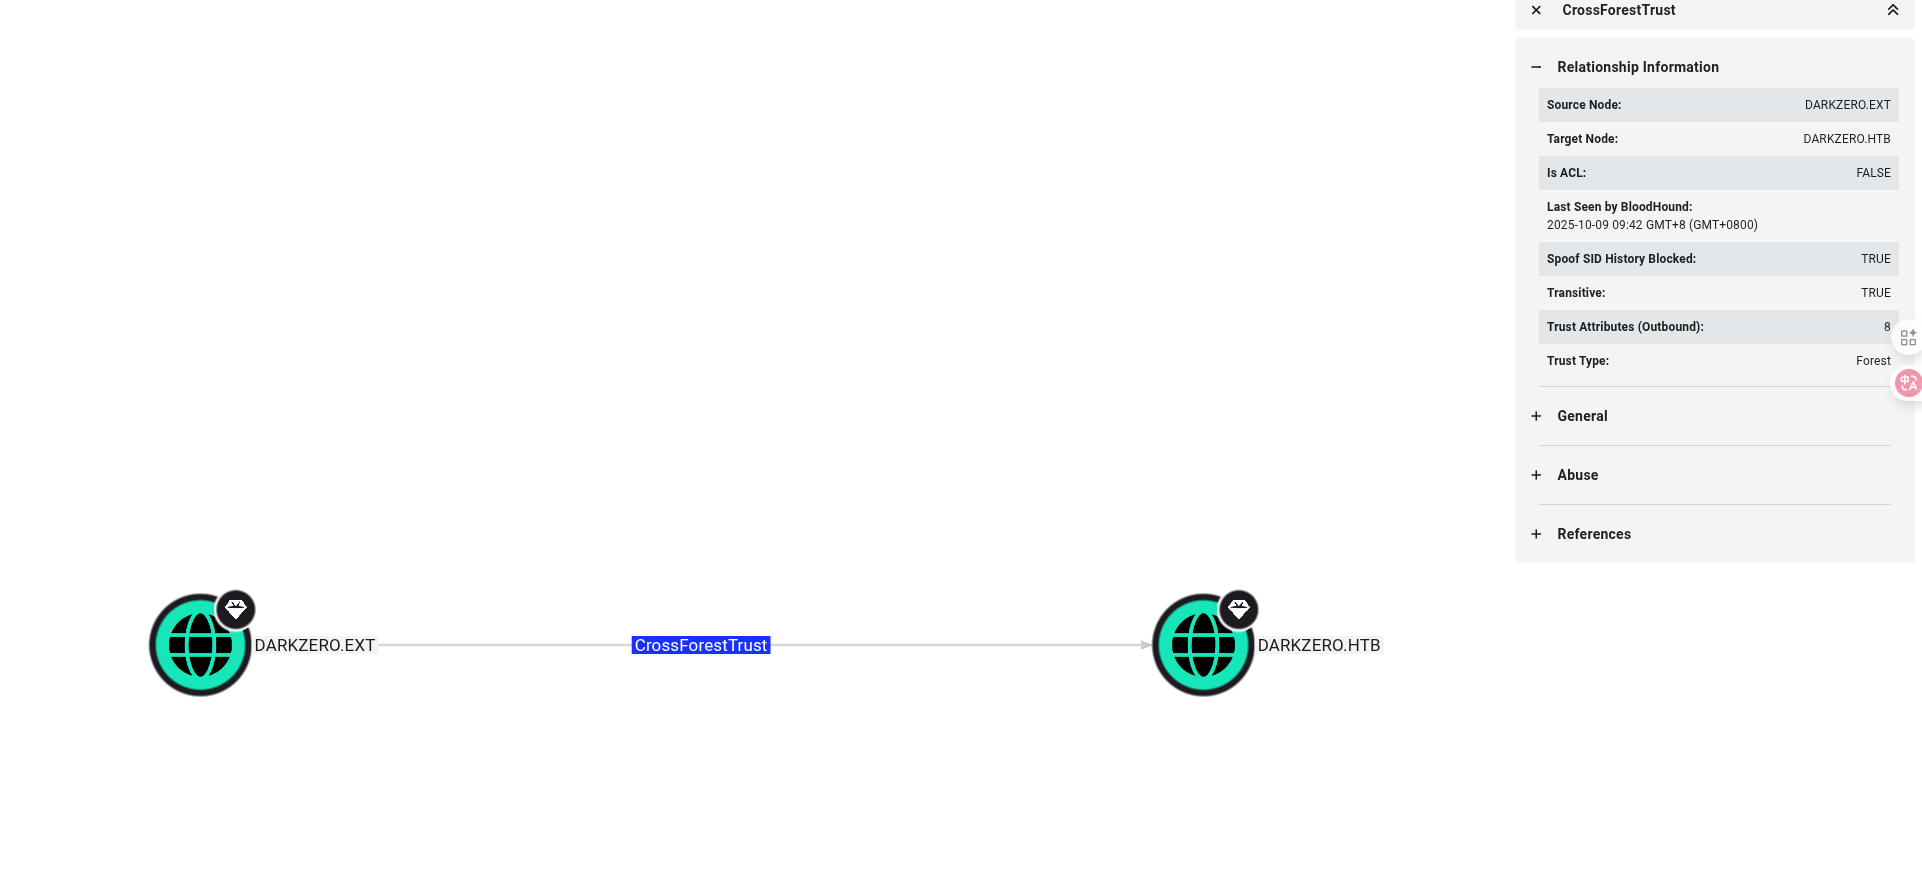 CrossForestTrust
Relationship Information
Source Node: DARKZERO.EXT
Target Node: DARKZERO.HTB
Is ACL: FALSE
Last Seen by BloodHound:
2025-10-09 09:42 GMT+8 (GMT+0800)
Spoof SID History Blocked: TRUE
Transitive: TRUE
Trust Attributes (Outbound): 8
Trust Type: Forest
General
Abuse
References
DARKZERO.EXT CrossForestTrust DARKZERO.HTB
中A